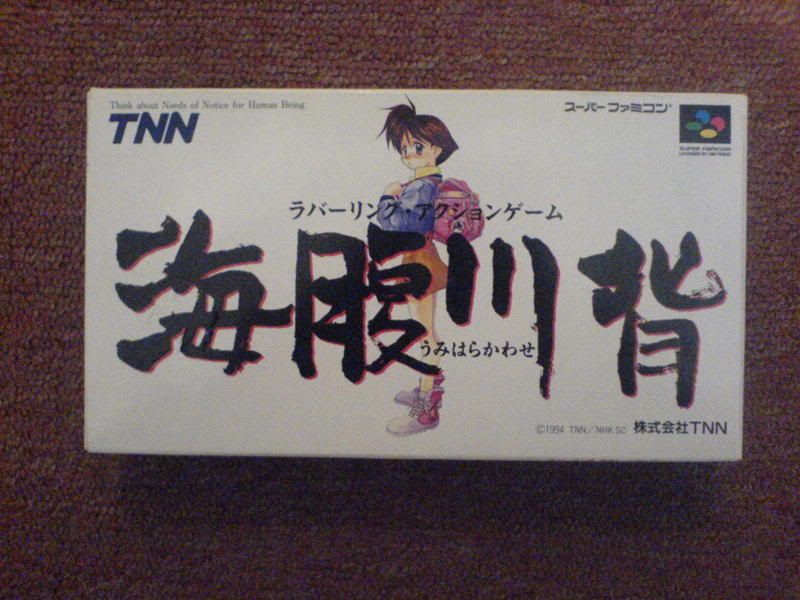 Think about Needs of Notice for Human Being
TNN
スーパーファミコン
SUPER FAMICOM
LICENSED BY NINTENDO
ラバーリング・アクションゲーム
海腹川背
うみはらかわせ
©1994 TNN/NHK SC 株式会社TNN